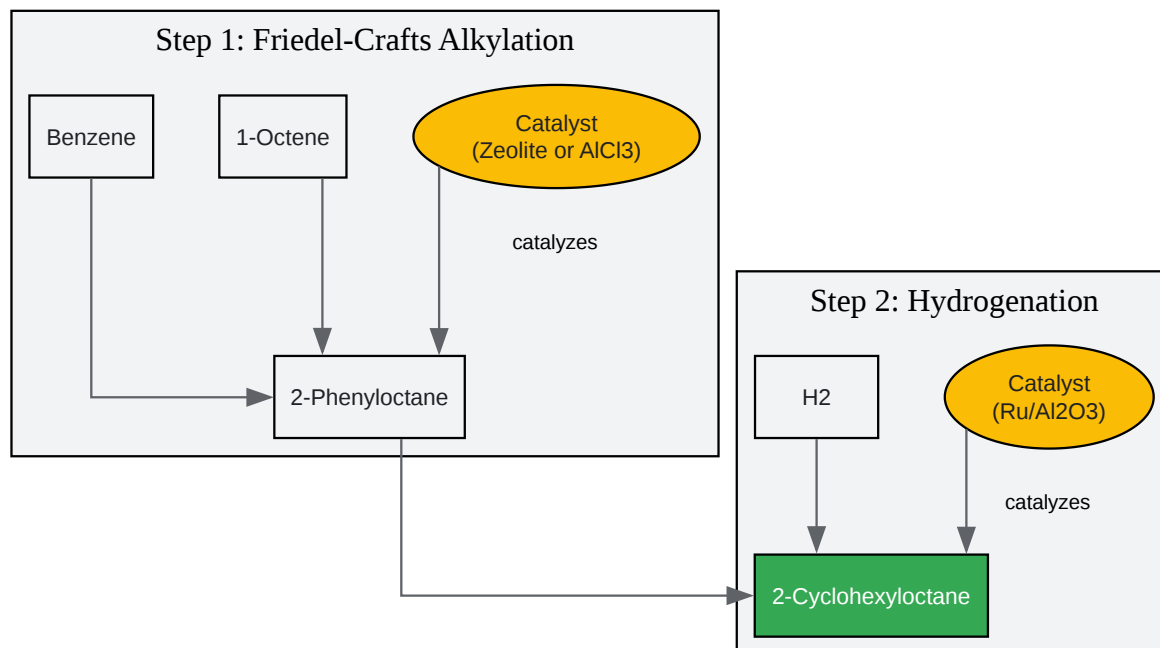 Step 1: Friedel-Crafts Alkylation
Benzene
1-Octene
Catalyst
(Zeolite or AlCl3)
catalyzes
2-Phenyloctane
Step 2: Hydrogenation
H2
Catalyst
(Ru/Al2O3)
catalyzes
2-Cyclohexyloctane